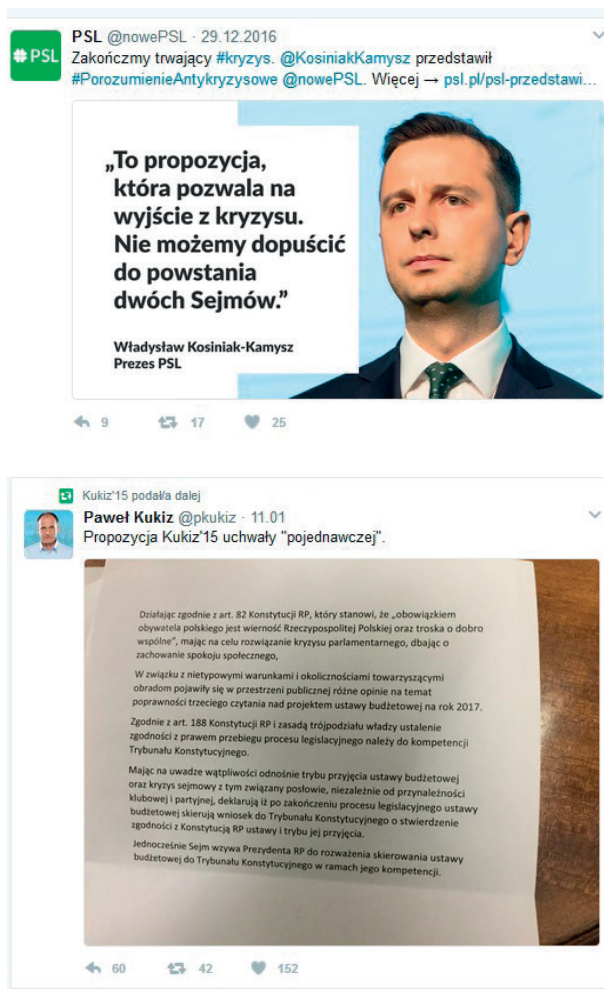 PSL
PSL @nowePSL · 29.12.2016
Zakończmy trwający #kryzys. @KosiniakKamysz przedstawił
#PorozumienieAntykryzysowe @nowePSL. Więcej → psl.pl/psl-przedstawi...
„To propozycja,
która pozwala na
wyjście z kryzysu.
Nie możemy dopuścić
do powstania
dwóch Sejmów.”
Władysław Kosiniak-Kamysz
Prezes PSL
9 17 25
Kukiz'15 podał/a dalej
Paweł Kukiz @pkukiz · 11.01
Propozycja Kukiz'15 uchwały "pojednawczej".
Działając zgodnie z art. 82 Konstytucji RP, który stanowi, że „obowiązkiem
obywatela polskiego jest wierność Rzeczypospolitej Polskiej oraz troska o dobro
wspólne”, mając na celu rozwiązanie kryzysu parlamentarnego, dbając o
zachowanie spokoju społecznego,
W związku z nietypowymi warunkami i okolicznościami towarzyszącymi
obradom pojawiły się w przestrzeni publicznej różne opinie na temat
poprawności trzeciego czytania nad projektem ustawy budżetowej na rok 2017.
Zgodnie z art. 188 Konstytucji RP i zasadą trójpodziału władzy ustalenie
zgodności z prawem przebiegu procesu legislacyjnego należy do kompetencji
Trybunału Konstytucyjnego.
Mając na uwadze wątpliwości odnośnie trybu przyjęcia ustawy budżetowej
oraz kryzys sejmowy z tym związany posłowie, niezależnie od przynależności
klubowej i partyjnej, deklarują iż po zakończeniu procesu legislacyjnego ustawy
budżetowej skierują wniosek do Trybunału Konstytucyjnego o stwierdzenie
zgodności z Konstytucją RP ustawy i trybu jej przyjęcia.
Jednocześnie Sejm wzywa Prezydenta RP do rozważenia skierowania ustawy
budżetowej do Trybunału Konstytucyjnego w ramach jego kompetencji.
60 42 152